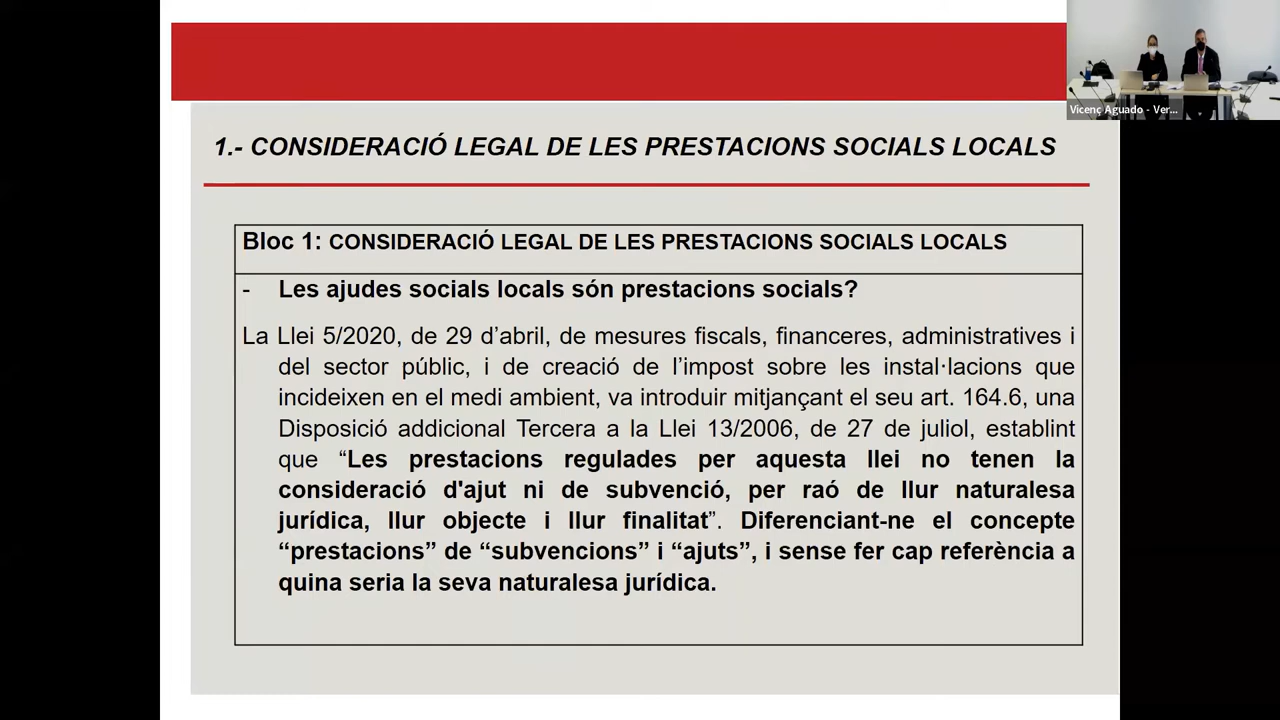 1.- CONSIDERACIÓ LEGAL DE LES PRESTACIONS SOCIALS LOCALS
Bloc 1: CONSIDERACIÓ LEGAL DE LES PRESTACIONS SOCIALS LOCALS
- Les ajudes socials locals són prestacions socials?
La Llei 5/2020, de 29 d’abril, de mesures fiscals, financeres, administratives i
del sector públic, i de creació de l’impost sobre les instal·lacions que
incideixen en el medi ambient, va introduir mitjançant el seu art. 164.6, una
Disposició addicional Tercera a la Llei 13/2006, de 27 de juliol, establint
que “Les prestacions regulades per aquesta llei no tenen la
consideració d'ajut ni de subvenció, per raó de llur naturalesa
jurídica, llur objecte i llur finalitat”. Diferenciant-ne el concepte
“prestacions” de “subvencions” i “ajuts”, i sense fer cap referència a
quina seria la seva naturalesa jurídica.
Vicenç Aguado - Ver...